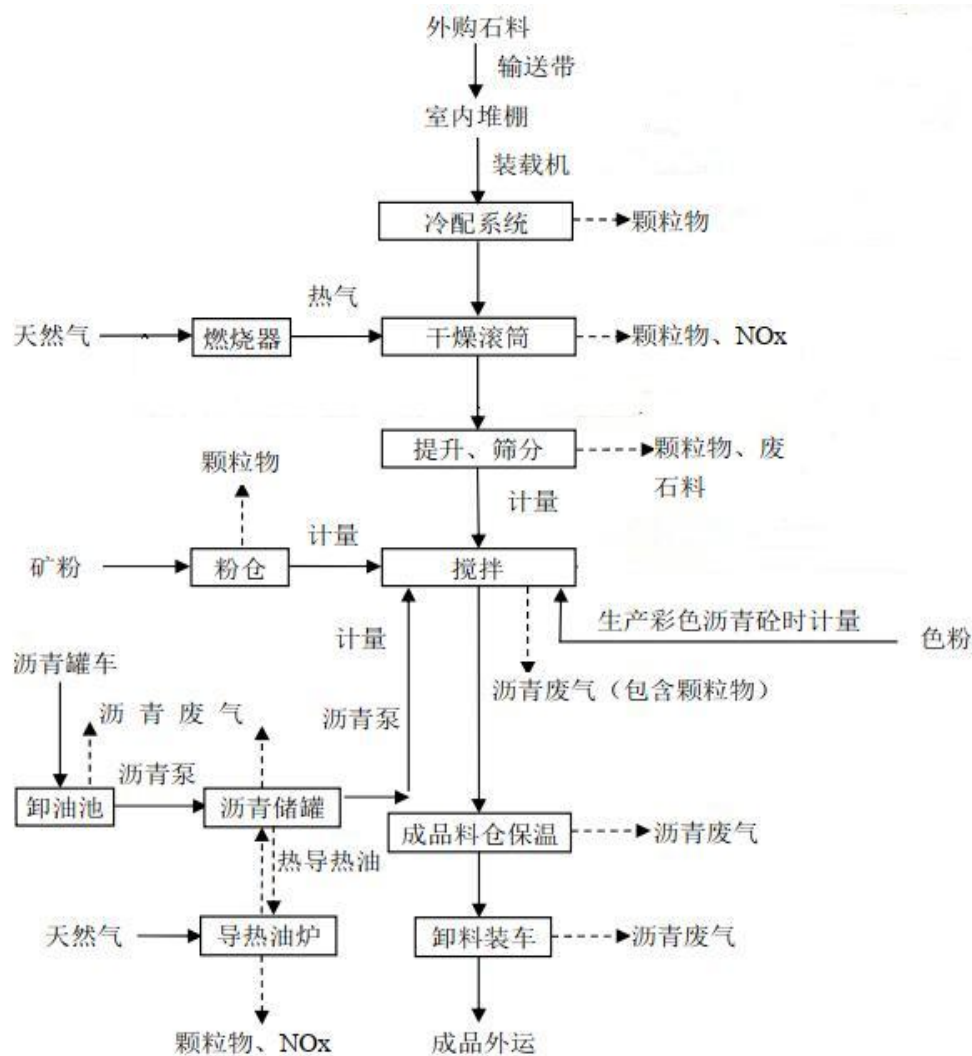 外购石料
输送带
室内堆棚
装载机
冷配系统
颗粒物
热气
天然气
燃烧器
干燥滚筒
颗粒物、NOx
提升、筛分
颗粒物、废
石料
颗粒物
计量
计量
矿粉
粉仓
搅拌
生产彩色沥青砼时计量
色粉
计量
沥青罐车
沥青废气（包含颗粒物）
沥 青 废 气
沥青泵
沥青泵
卸油池
沥青储罐
成品料仓保温
沥青废气
热导热油
天然气
导热油炉
卸料装车
沥青废气
颗粒物、NOx
成品外运